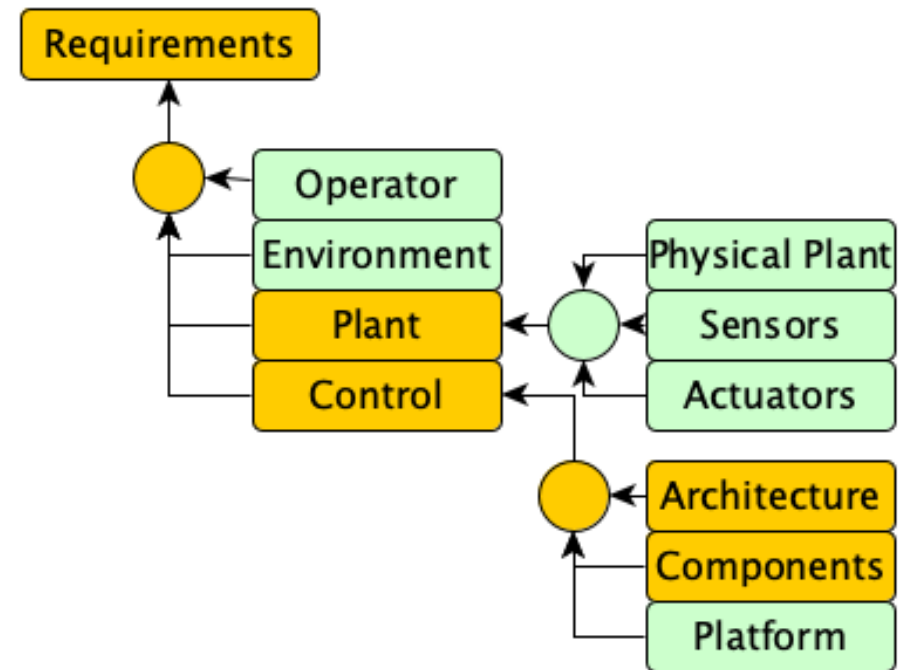 Requirements
Operator
Environment
Plant
Control
Physical Plant
Sensors
Actuators
Architecture
Components
Platform